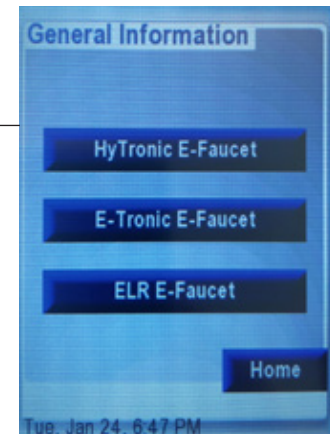 General Information
HyTronic E-Faucet
E-Tronic E-Faucet
ELR E-Faucet
Home
Tue, Jan 24, 6:47 PM